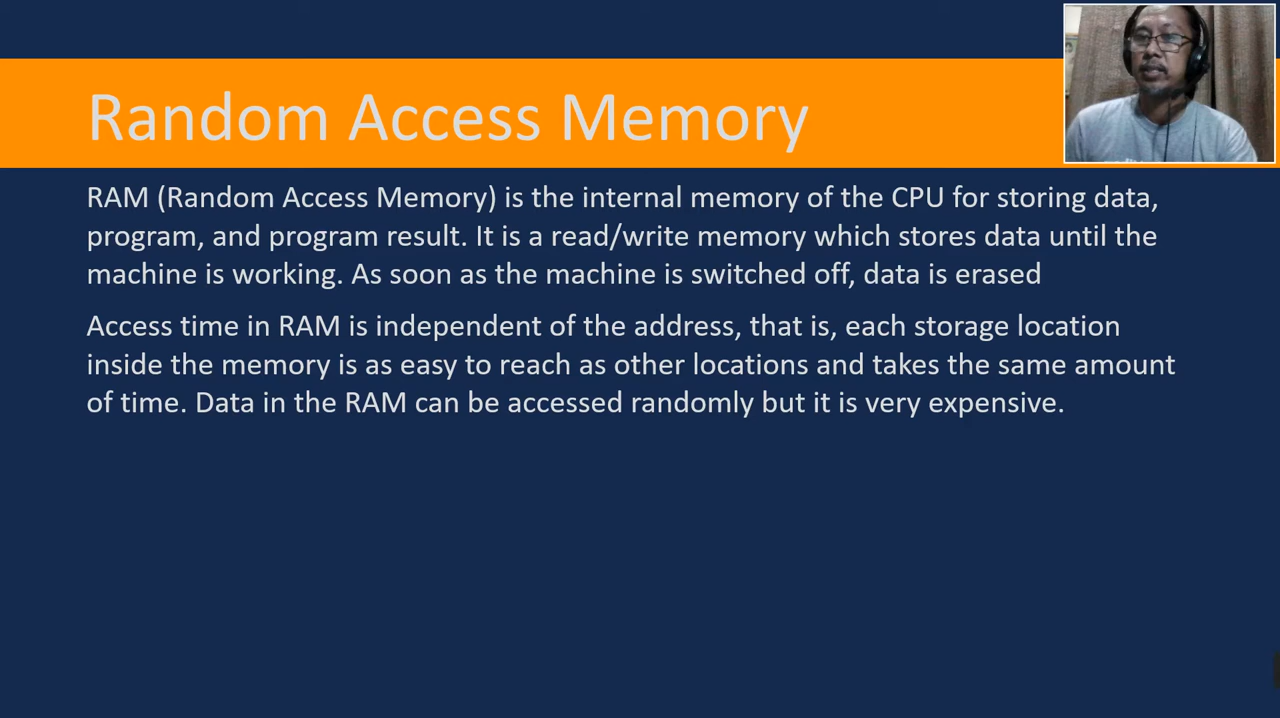 Random Access Memory
RAM (Random Access Memory) is the internal memory of the CPU for storing data,
program, and program result. It is a read/write memory which stores data until the
machine is working. As soon as the machine is switched off, data is erased
Access time in RAM is independent of the address, that is, each storage location
inside the memory is as easy to reach as other locations and takes the same amount
of time. Data in the RAM can be accessed randomly but it is very expensive.